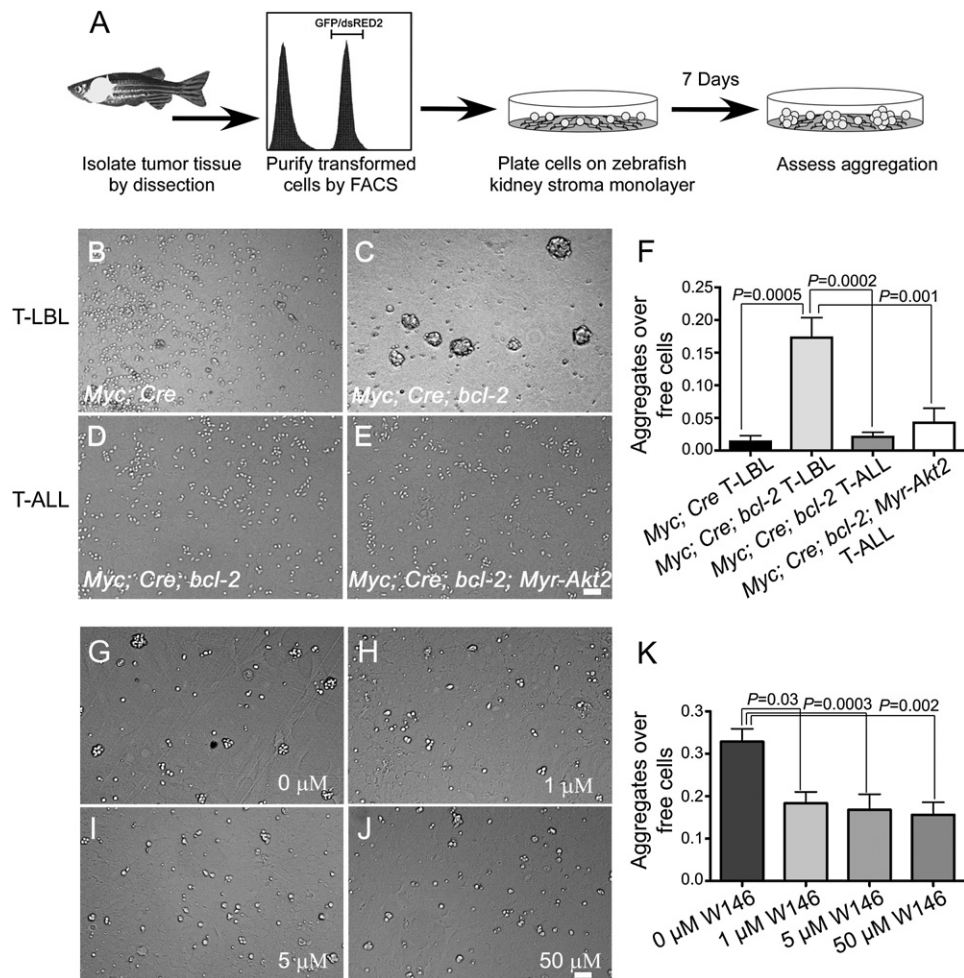 A
GFP/dsRED2
7 Days
Isolate tumor tissue
by dissection
Purify transformed
cells by FACS
Plate cells on zebrafish
kidney stroma monolayer
Assess aggregation
B
C
T-LBL
Myc; Cre
Myc; Cre; bcl-2
D
E
T-ALL
Myc; Cre; bcl-2
Myc; Cre; bcl-2; Myr-Akt2
F
P=0.0002
P=0.0005
P=0.001
Aggregates over
free cells
0.25
0.20
0.15
0.10
0.05
0.00
Myc; Cre T-LBL
Myc; Cre; bcl-2 T-LBL
Myc; Cre; bcl-2 T-ALL
Myc; Cre; bcl-2; Myr-Akt2
T-ALL
G
H
0 µM
1 µM
I
J
5 µM
50 µM
K
P=0.03
P=0.0003
P=0.002
Aggregates over
free cells
0.3
0.3
0.2
0.1
0.0
0 µM W146
1 µM W146
5 µM W146
50 µM W146